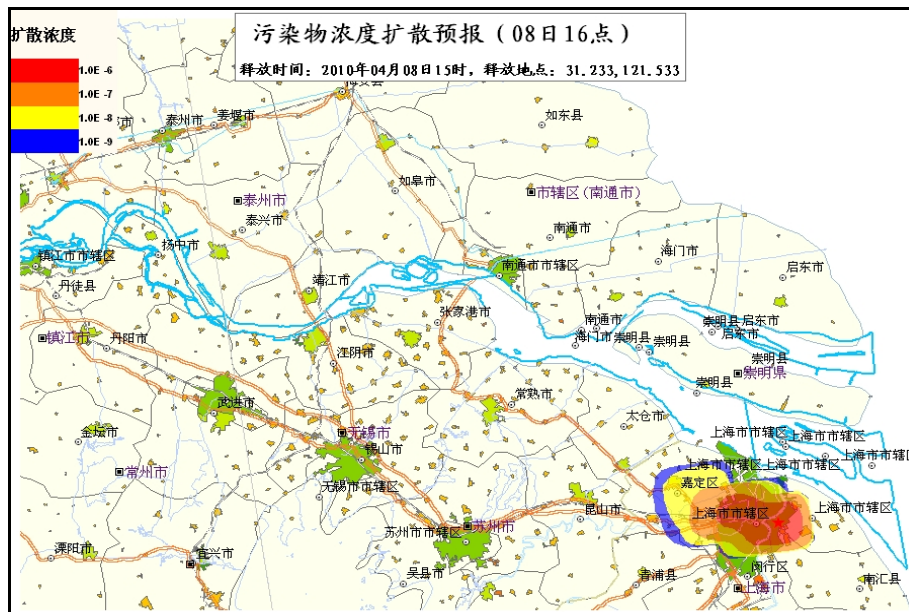 污染物浓度扩散预报（08日16点）
释放时间：2010年04月08日15时，释放地点：31.233,121.533
扩散浓度
1.0E -6
1.0E -7
1.0E -8
1.0E -9
泰州市
姜堰市
如东县
如皋市
市辖区(南通市)
泰州市
泰兴市
南通市
扬中市
海门市
镇江市市辖区
南通市市辖区
启东市
丹徒县
靖江市
张家港市
南通市
崇明县
启东市
镇江市
丹阳市
海门市
崇明县
崇明县
启东市
江阴市
崇明县
崇明県
崇明县
武进市
常熟市
太仓市
无锡市
金坛市
锡山市
上海市市辖区
上海市市辖区
常州市
上海市市辖区
上海市市辖区
上海市市辖区
无锡市市辖区
嘉定区
昆山市
上海市市辖区
上海市市辖区
苏州市
苏州市市辖区
溧阳市
宜兴市
吴县市
青浦县
闵行区
上海市
南汇县